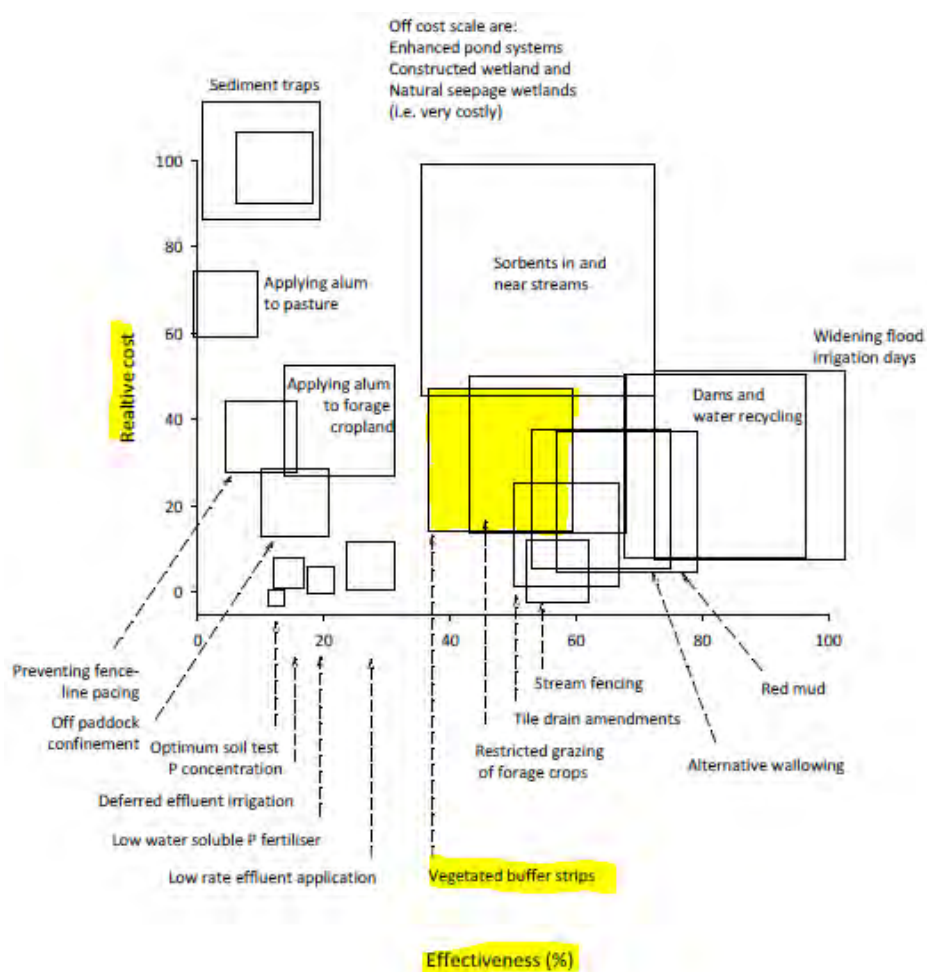 Off cost scale are:
Enhanced pond systems
Constructed wetland and
Natural seepage wetlands
(i.e. very costly)
Sediment traps
100
80
60
40
20
0
Realtive cost
Applying alum
to pasture
Sorbents in and
near streams
Widening flood
irrigation days
Applying alum
to forage
cropland
Dams and
water recycling
0
20
40
60
80
100
Preventing fence-
line pacing
Off paddock
confinement
Optimum soil test
P concentration
Deferred effluent irrigation
Low water soluble P fertiliser
Low rate effluent application
Vegetated buffer strips
Restricted grazing
of forage crops
Tile drain amendments
Stream fencing
Alternative wallowing
Red mud
Effectiveness (%)